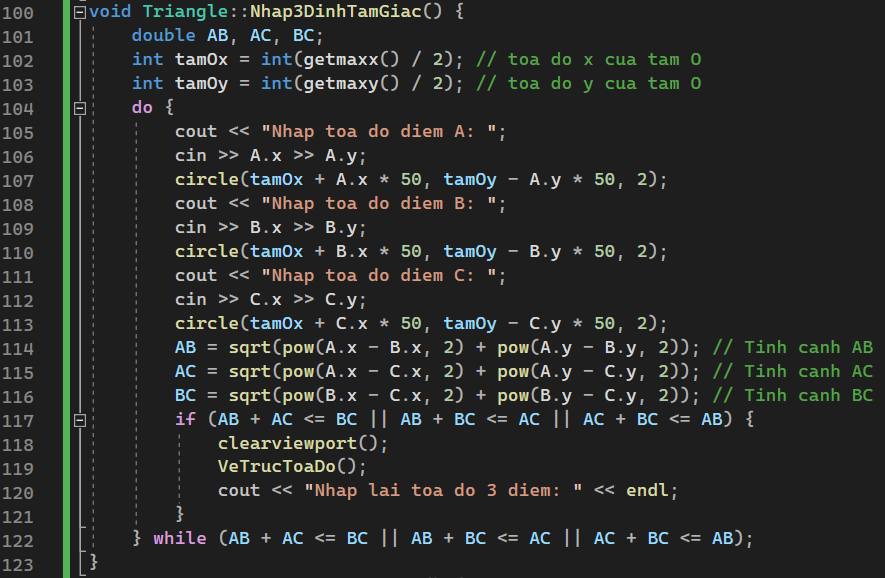 100 void Triangle::Nhap3DinhTamGiac() {
101     double AB, AC, BC;
102     int tamOx = int(getmaxx() / 2); // toa do x cua tam O
103     int tamOy = int(getmaxy() / 2); // toa do y cua tam O
104     do {
105         cout << "Nhap toa do diem A: ";
106         cin >> A.x >> A.y;
107         circle(tamOx + A.x * 50, tamOy - A.y * 50, 2);
108         cout << "Nhap toa do diem B: ";
109         cin >> B.x >> B.y;
110         circle(tamOx + B.x * 50, tamOy - B.y * 50, 2);
111         cout << "Nhap toa do diem C: ";
112         cin >> C.x >> C.y;
113         circle(tamOx + C.x * 50, tamOy - C.y * 50, 2);
114         AB = sqrt(pow(A.x - B.x, 2) + pow(A.y - B.y, 2)); // Tinh canh AB
115         AC = sqrt(pow(A.x - C.x, 2) + pow(A.y - C.y, 2)); // Tinh canh AC
116         BC = sqrt(pow(B.x - C.x, 2) + pow(B.y - C.y, 2)); // Tinh canh BC
117         if (AB + AC <= BC || AB + BC <= AC || AC + BC <= AB) {
118             clearviewport();
119             VeTrucToaDo();
120             cout << "Nhap lai toa do 3 diem: " << endl;
121         }
122     } while (AB + AC <= BC || AB + BC <= AC || AC + BC <= AB);
123 }